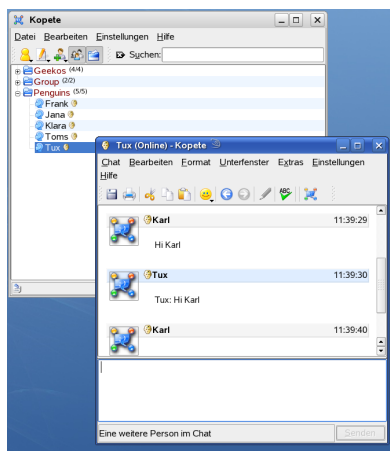 Kopete
Datei Bearbeiten Einstellungen Hilfe
Suchen:
Geekos (4/4)
Group (2/2)
Penguins (5/5)
Frank
Jana
Klara
Toms
Tux
Tux (Online) - Kopete
Chat Bearbeiten Format Unterfenster Extras Einstellungen
Hilfe
ABC
Karl 11:39:29
Hi Karl
Tux 11:39:30
Tux: Hi Karl
Karl 11:39:40
Eine weitere Person im Chat Senden